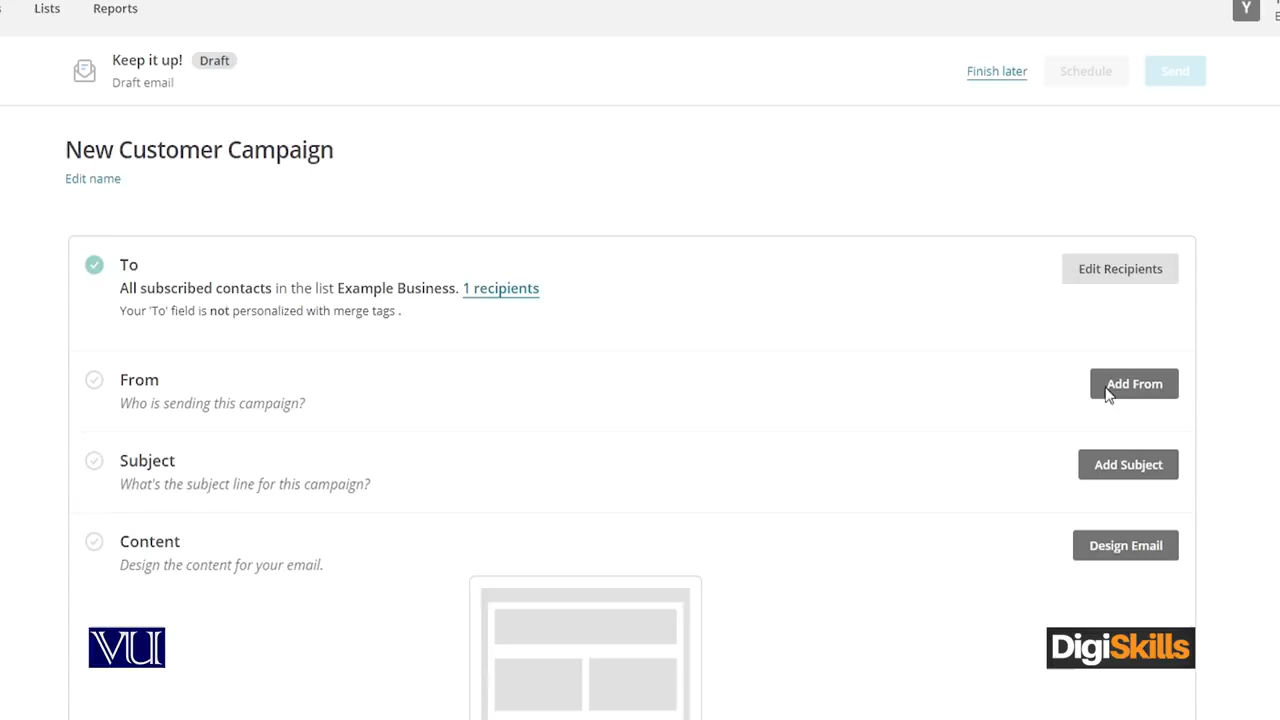 Lists Reports
Y
Keep it up! Draft
Draft email
Finish later Schedule Send
New Customer Campaign
Edit name
To
All subscribed contacts in the list Example Business. 1 recipients
Your 'To' field is not personalized with merge tags .
Edit Recipients
From
Who is sending this campaign?
Add From
Subject
What's the subject line for this campaign?
Add Subject
Content
Design the content for your email.
Design Email
VU
DigiSkills